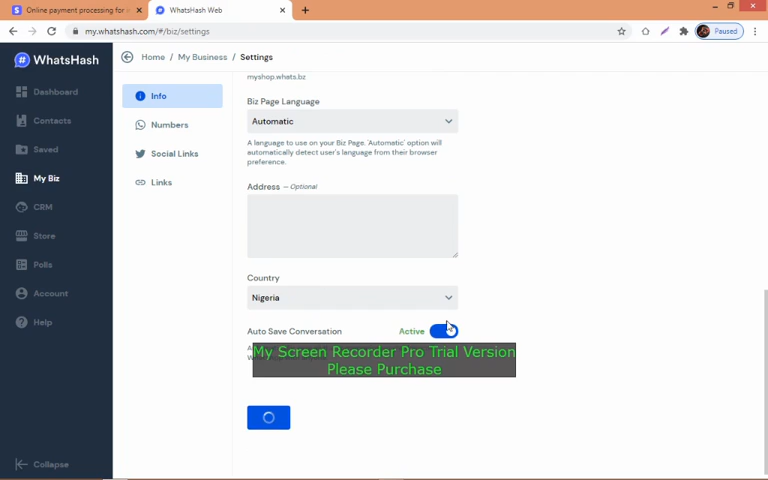 Online payment processing for
WhatsHash Web
my.whatshash.com/#/biz/settings
Paused
WhatsHash
Home / My Business / Settings
Dashboard
Contacts
Saved
My Biz
CRM
Store
Polls
Account
Help
Collapse
Info
Numbers
Social Links
Links
myshop.whats.bz
Biz Page Language
Automatic
A language to use on your Biz Page. 'Automatic' option will
automatically detect user's language from their browser
preference.
Address — Optional
Country
Nigeria
Auto Save Conversation
Active
My Screen Recorder Pro Trial Version
Please Purchase